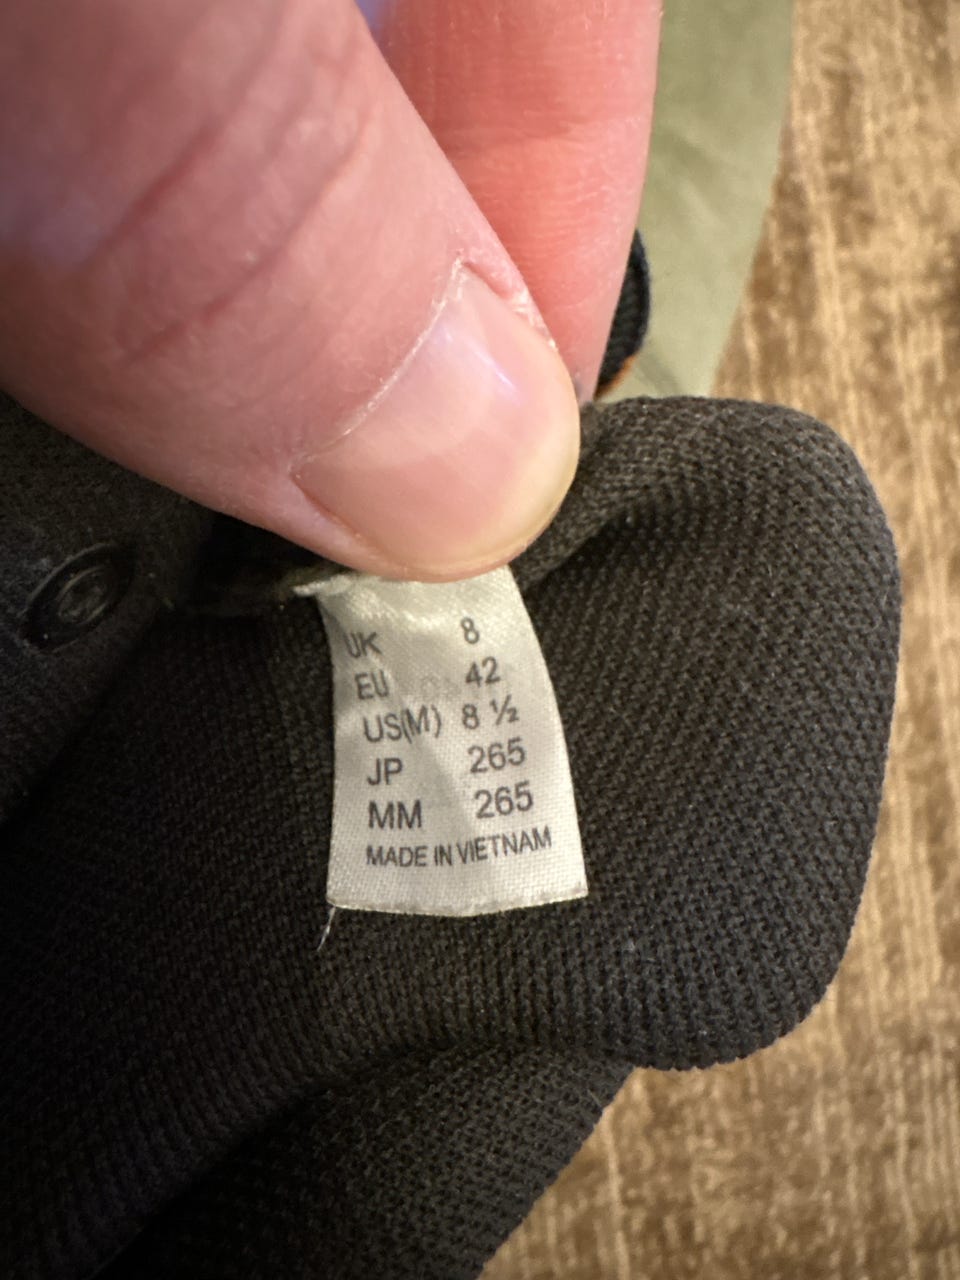 UK 8
EU 42
US(M) 8 ½
JP 265
MM 265
MADE IN VIETNAM